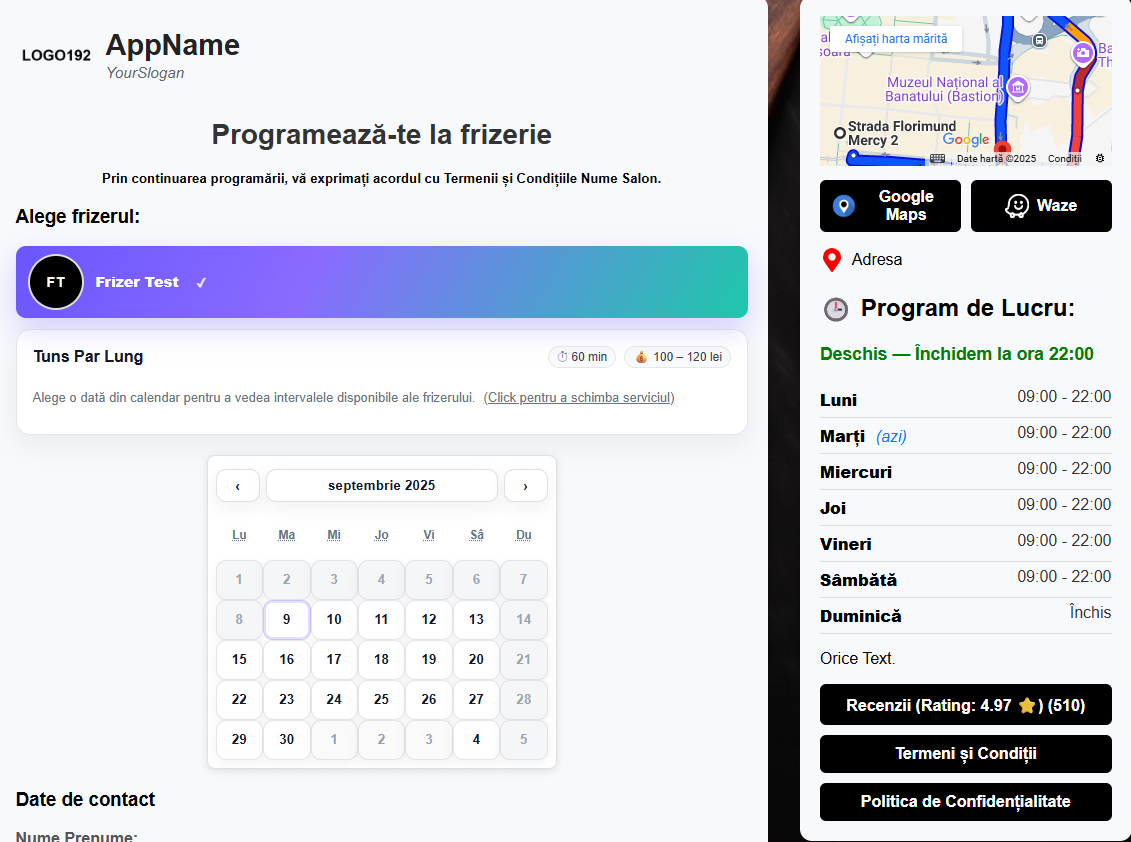 LOGO192
AppName
YourSlogan
Programează-te la frizerie
Prin continuarea programării, vă exprimați acordul cu Termenii și Condițiile Nume Salon.
Alege frizerul:
FT
Frizer Test ✓
Tuns Par Lung
60 min
100 – 120 lei
Alege o dată din calendar pentru a vedea intervalele disponibile ale frizerului. (Click pentru a schimba serviciul)
‹
septembrie 2025
›
Lu Ma Mi Jo Vi Sâ Du
1 2 3 4 5 6 7
8 9 10 11 12 13 14
15 16 17 18 19 20 21
22 23 24 25 26 27 28
29 30 1 2 3 4 5
Date de contact
Nume Prenume:
Afișați harta mărită
Muzeul Național al
Banatului (Bastion)
Strada Florimund
Mercy 2
Google
Date hartă ©2025
Condiții
Google
Maps
Waze
Adresa
Program de Lucru:
Deschis — Închidem la ora 22:00
Luni 09:00 - 22:00
Marți (azi) 09:00 - 22:00
Miercuri 09:00 - 22:00
Joi 09:00 - 22:00
Vineri 09:00 - 22:00
Sâmbătă 09:00 - 22:00
Duminică Închis
Orice Text.
Recenzii (Rating: 4.97 ⭐) (510)
Termeni și Condiții
Politica de Confidențialitate